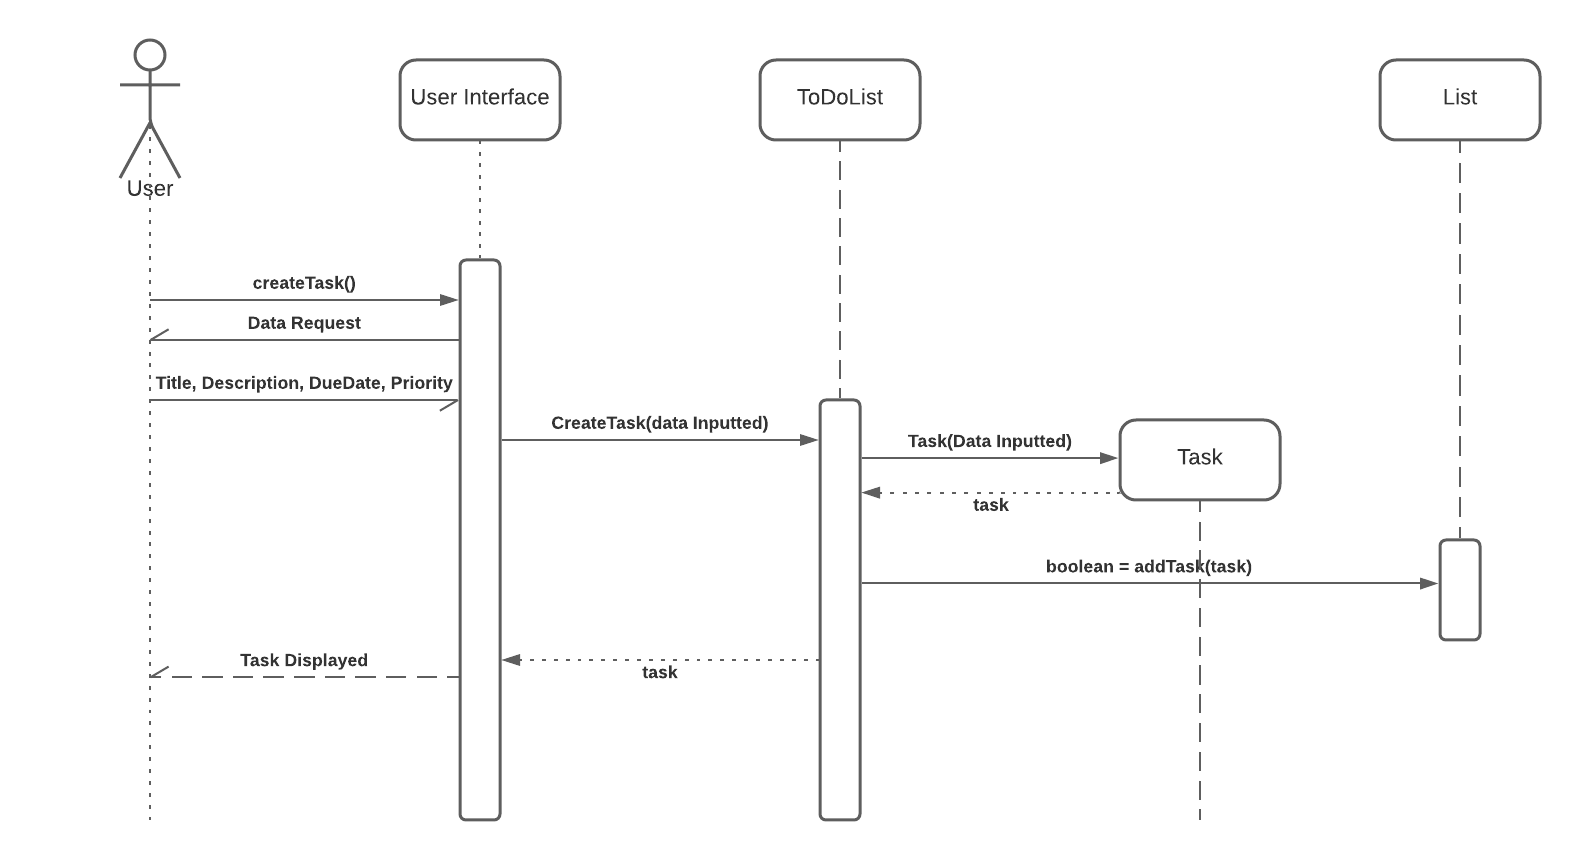 User Interface
ToDoList
List
User
createTask()
Data Request
Title, Description, DueDate, Priority
CreateTask(data Inputted)
Task(Data Inputted)
Task
task
boolean = addTask(task)
Task Displayed
task